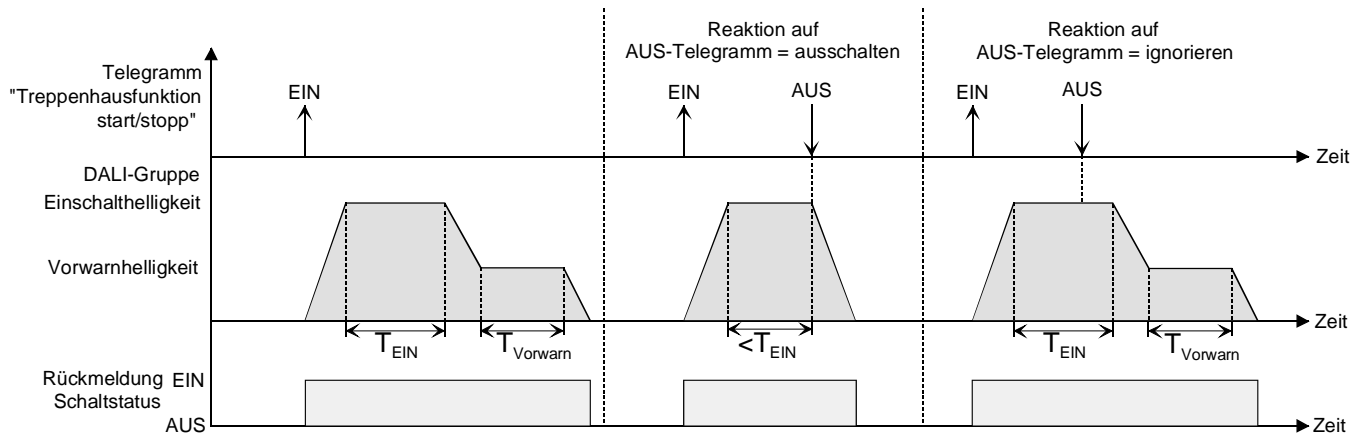 Reaktion auf
AUS-Telegramm = ausschalten
Reaktion auf
AUS-Telegramm = ignorieren
Telegramm
"Treppenhausfunktion
start/stopp"
EIN
EIN
AUS
EIN
AUS
Zeit
DALI-Gruppe
Einschalthelligkeit
Vorwarnhelligkeit
Zeit
TEIN
TVorwarn
<TEIN
TEIN
TVorwarn
Rückmeldung EIN
Schaltstatus
AUS
Zeit